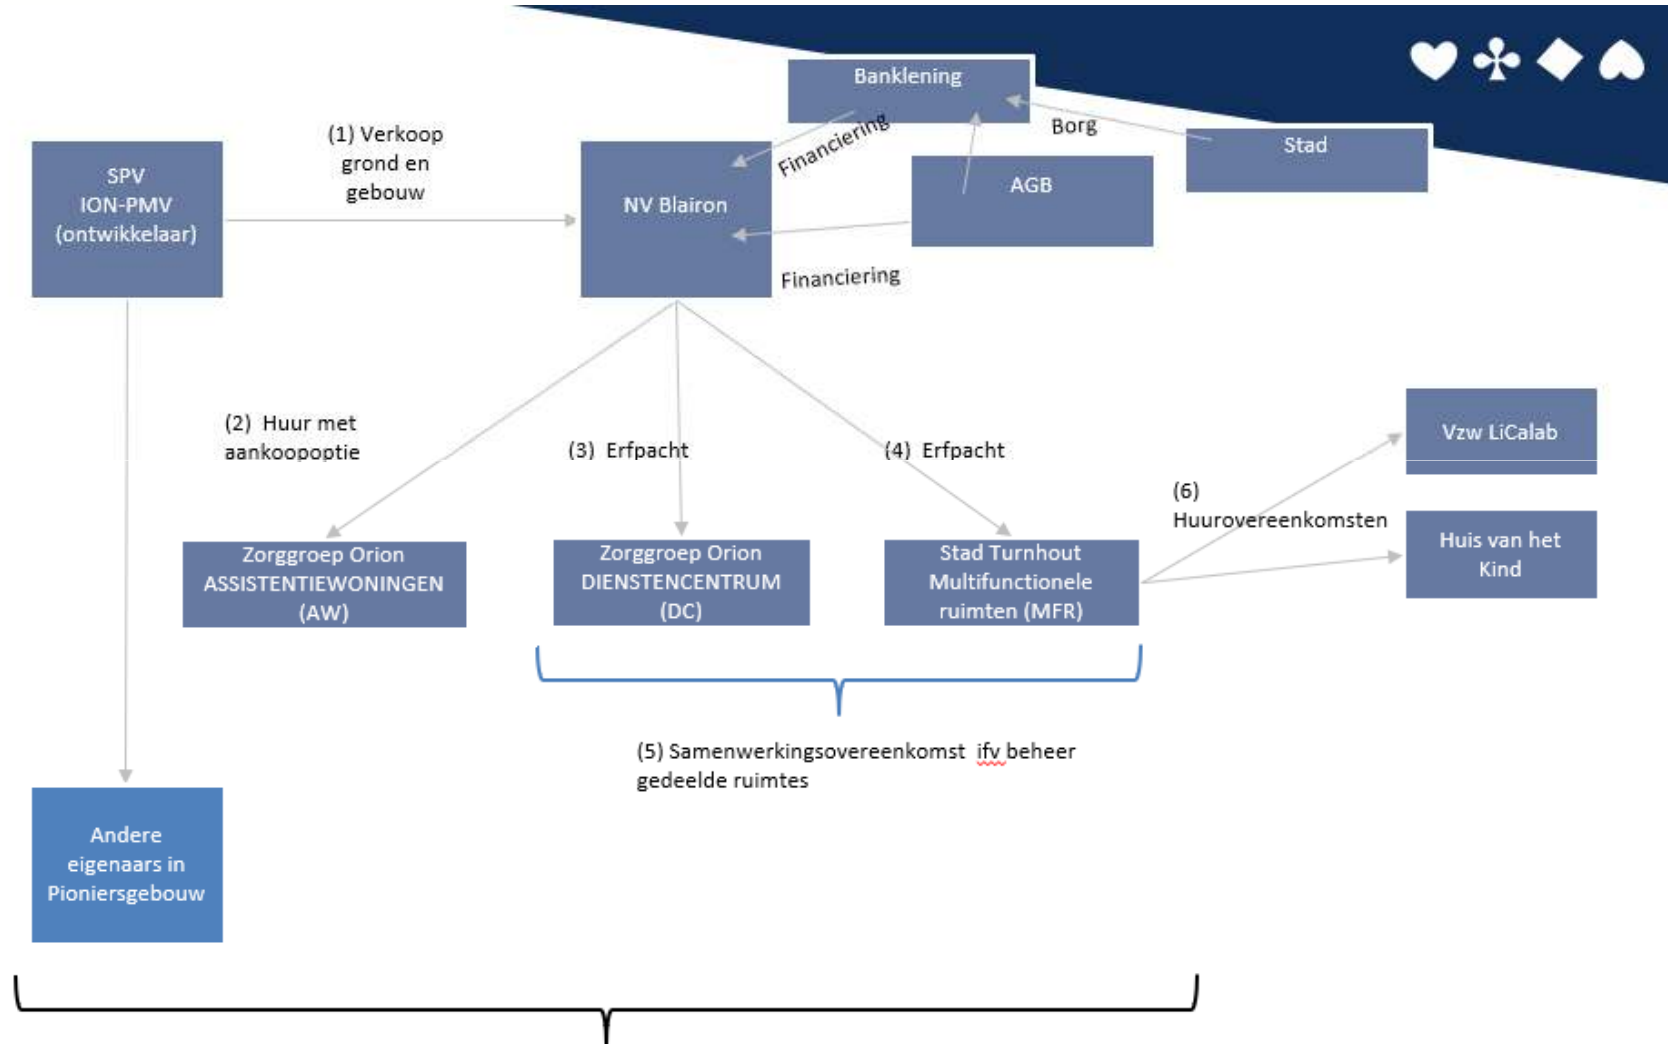 Banklening
(1) Verkoop
grond en
gebouw
Financiering
Borg
Stad
SPV
ION-PMV
(ontwikkelaar)
NV Blairon
AGB
Financiering
(2) Huur met
aankoopoptie
(3) Erfpacht
(4) Erfpacht
Vzw LiCalab
(6)
Huurovereenkomsten
Zorggroep Orion
ASSISTENTIEWONINGEN
(AW)
Zorggroep Orion
DIENSTENCENTRUM
(DC)
Stad Turnhout
Multifunctionele
ruimten (MFR)
Huis van het
Kind
(5) Samenwerkingsovereenkomst ifv beheer
gedeelde ruimtes
Andere
eigenaars in
Pioniersgebouw